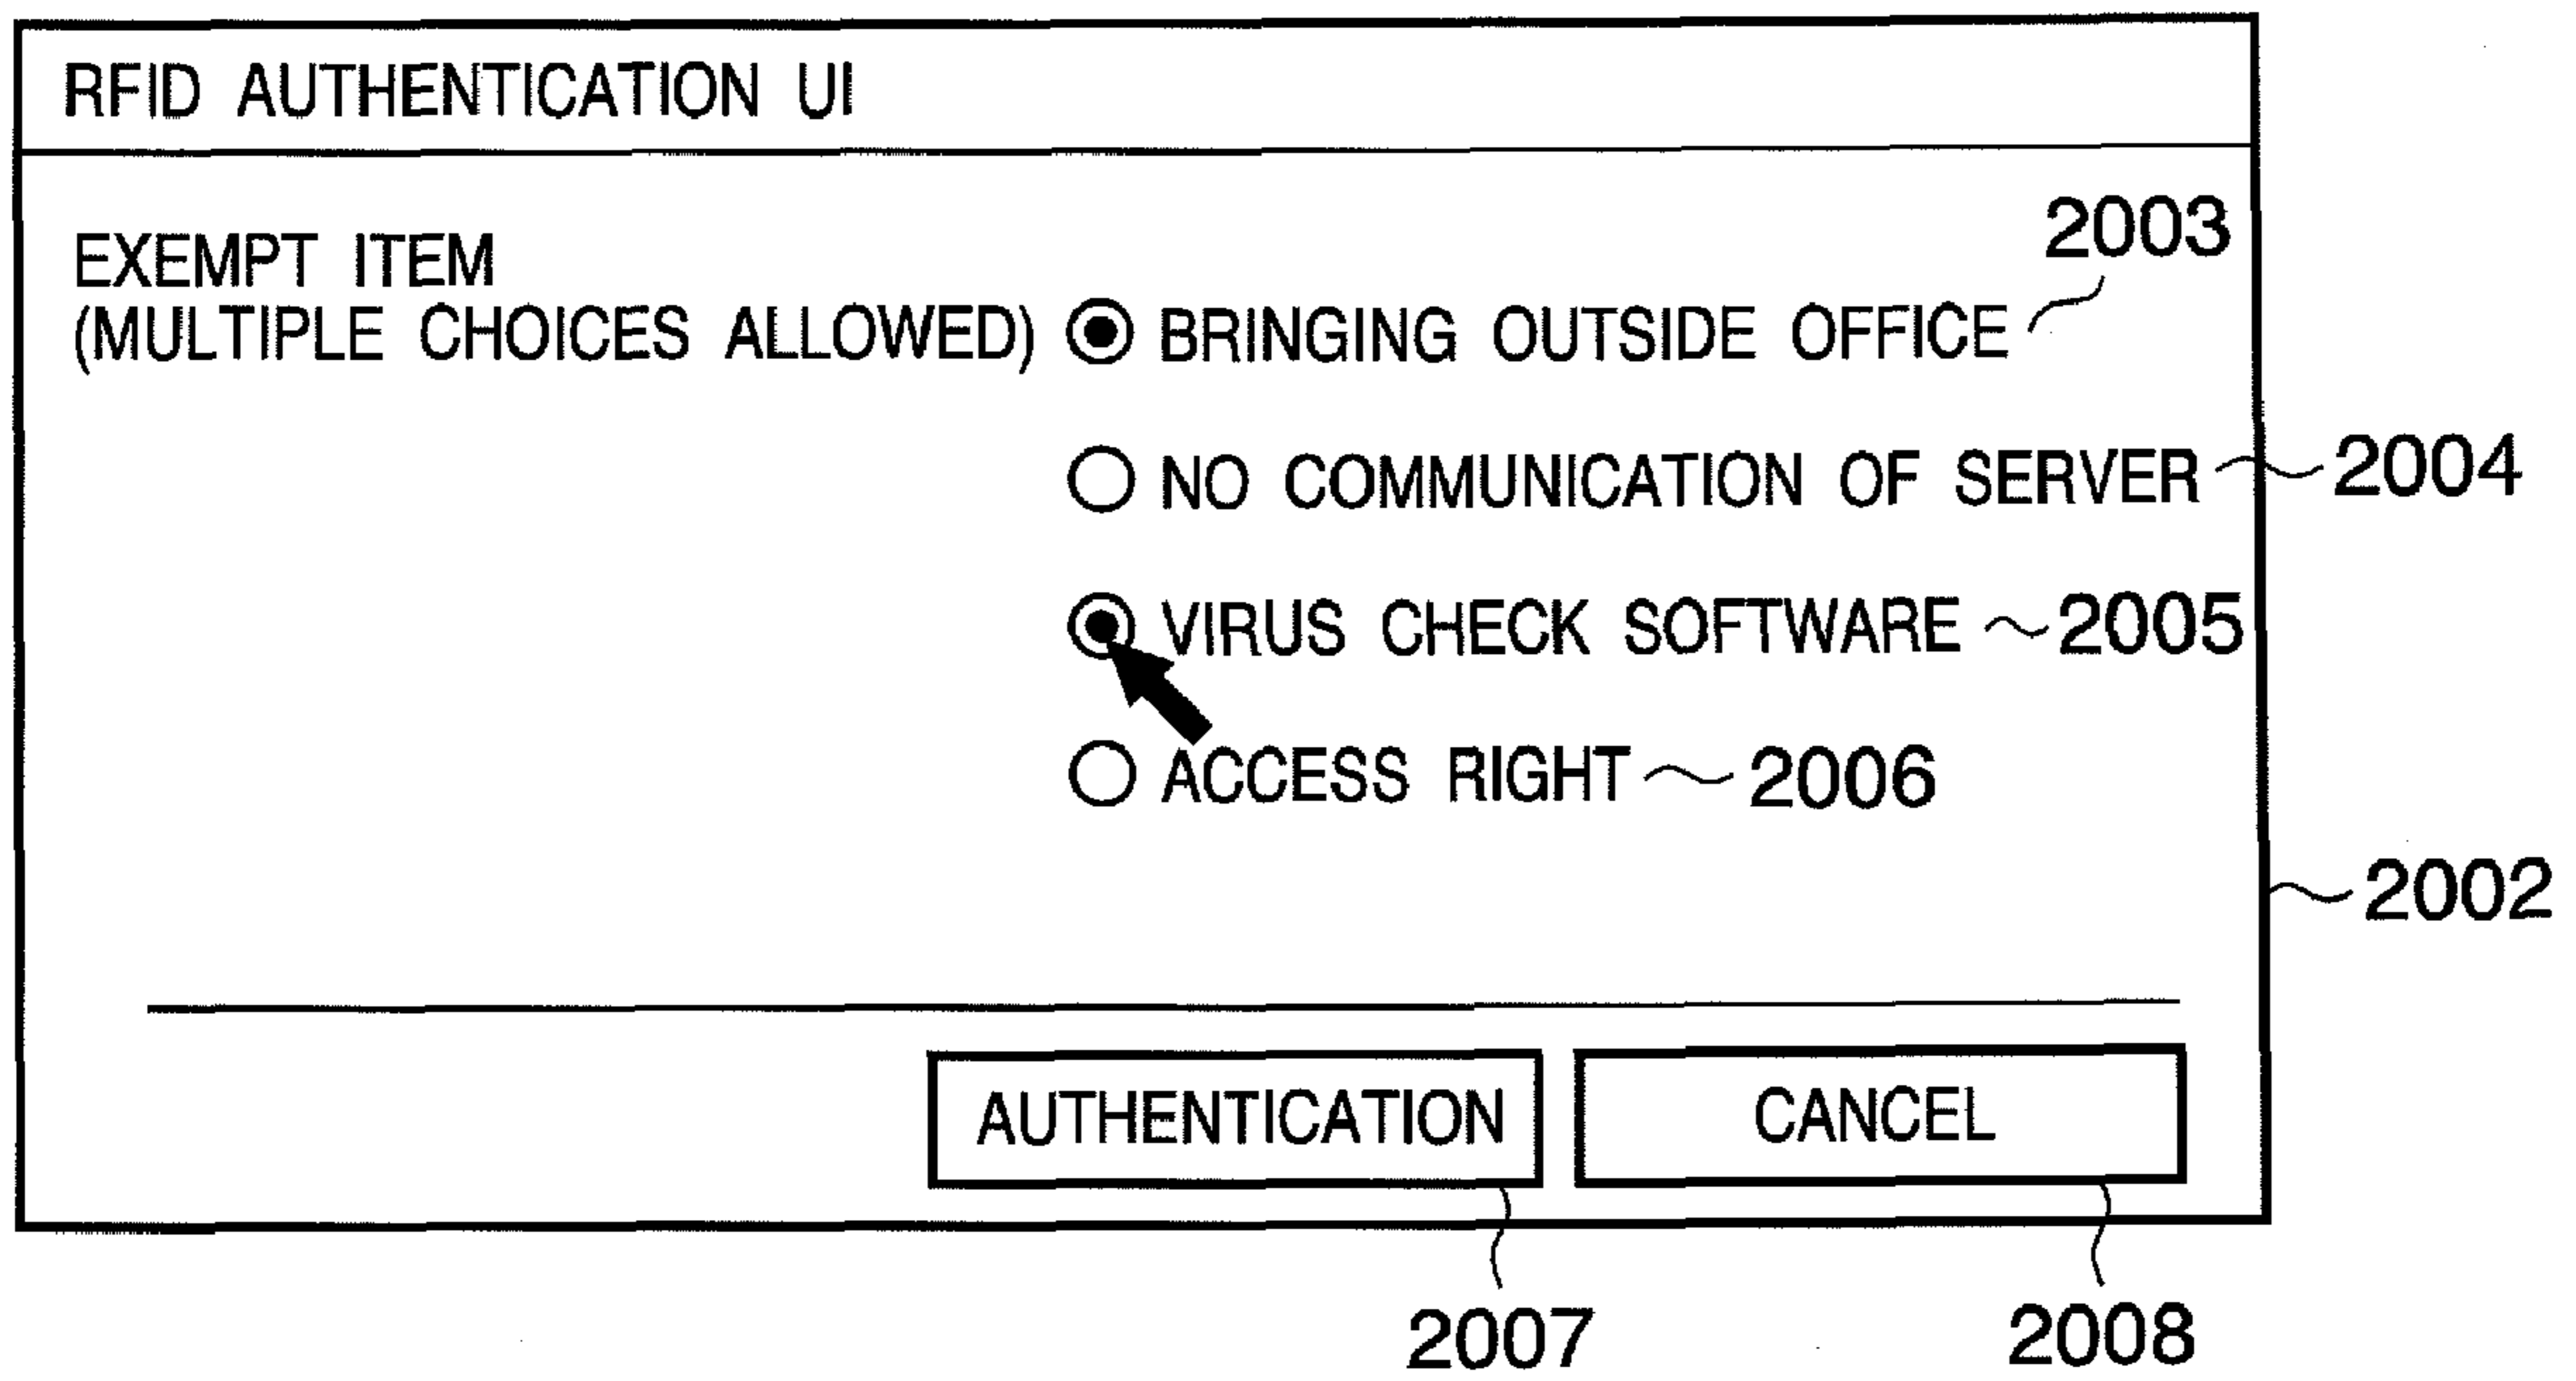 RFID AUTHENTICATION UI
2003
EXEMPT ITEM
(MULTIPLE CHOICES ALLOWED) BRINGING OUTSIDE OFFICE
NO COMMUNICATION OF SERVER 2004
VIRUS CHECK SOFTWARE 2005
ACCESS RIGHT 2006
2002
AUTHENTICATION CANCEL
2007 2008